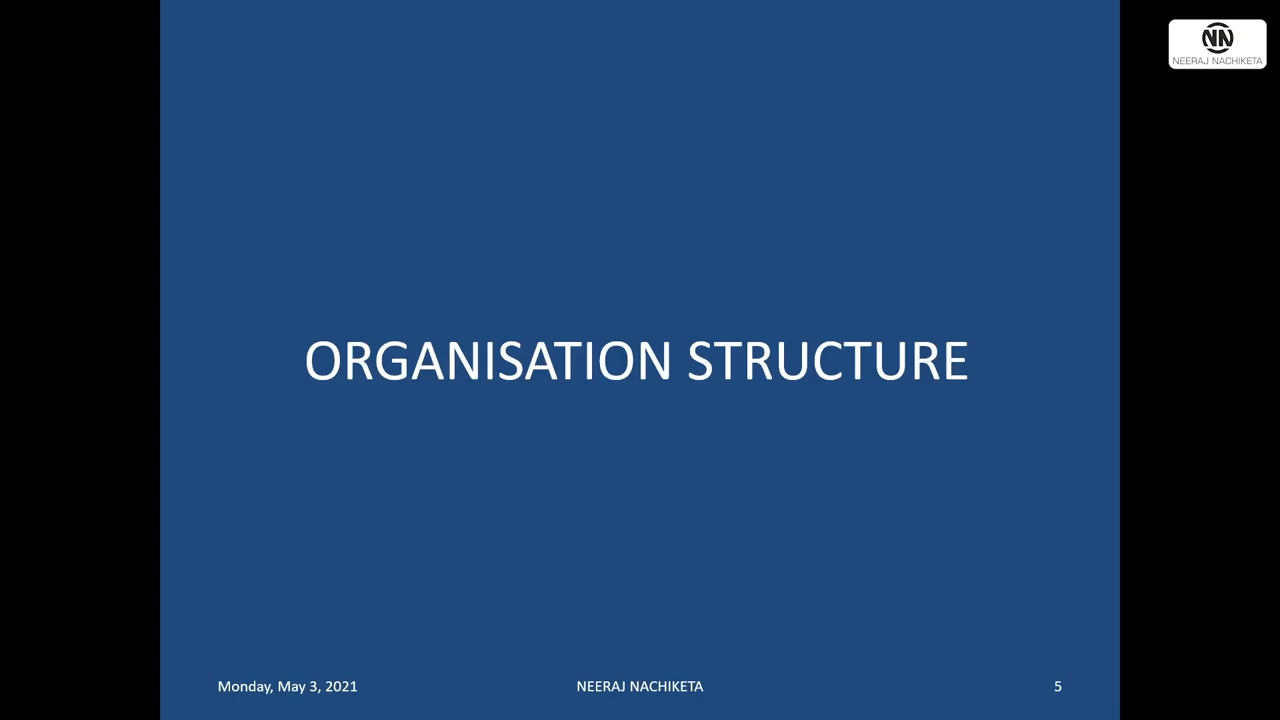 NN
NEERAJ NACHIKETA
ORGANISATION STRUCTURE
Monday, May 3, 2021
NEERAJ NACHIKETA
5